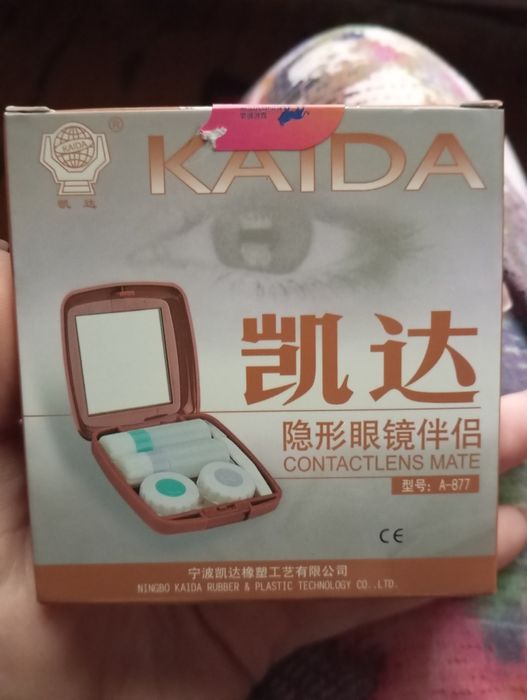 KAIDA
®
凯 达
KAIDA
凯达
隐形眼镜伴侣
CONTACTLENS MATE
型号：A-877
CE
宁波凯达橡塑工艺有限公司
NINGBO KAIDA RUBBER & PLASTIC TECHNOLOGY CO.,LTD.